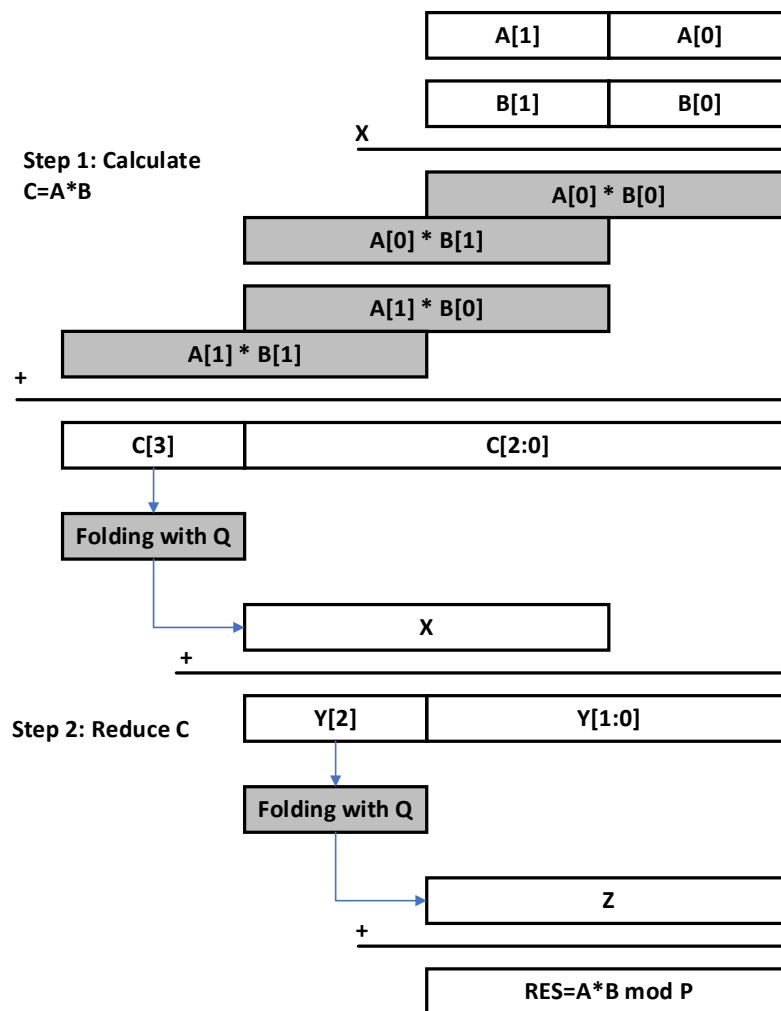 A[1] A[0]
B[1] B[0]
X
Step 1: Calculate
C=A*B
A[0] * B[0]
A[0] * B[1]
A[1] * B[0]
A[1] * B[1]
+
C[3] C[2:0]
Folding with Q
X
+
Step 2: Reduce C
Y[2] Y[1:0]
Folding with Q
Z
+
RES=A*B mod P